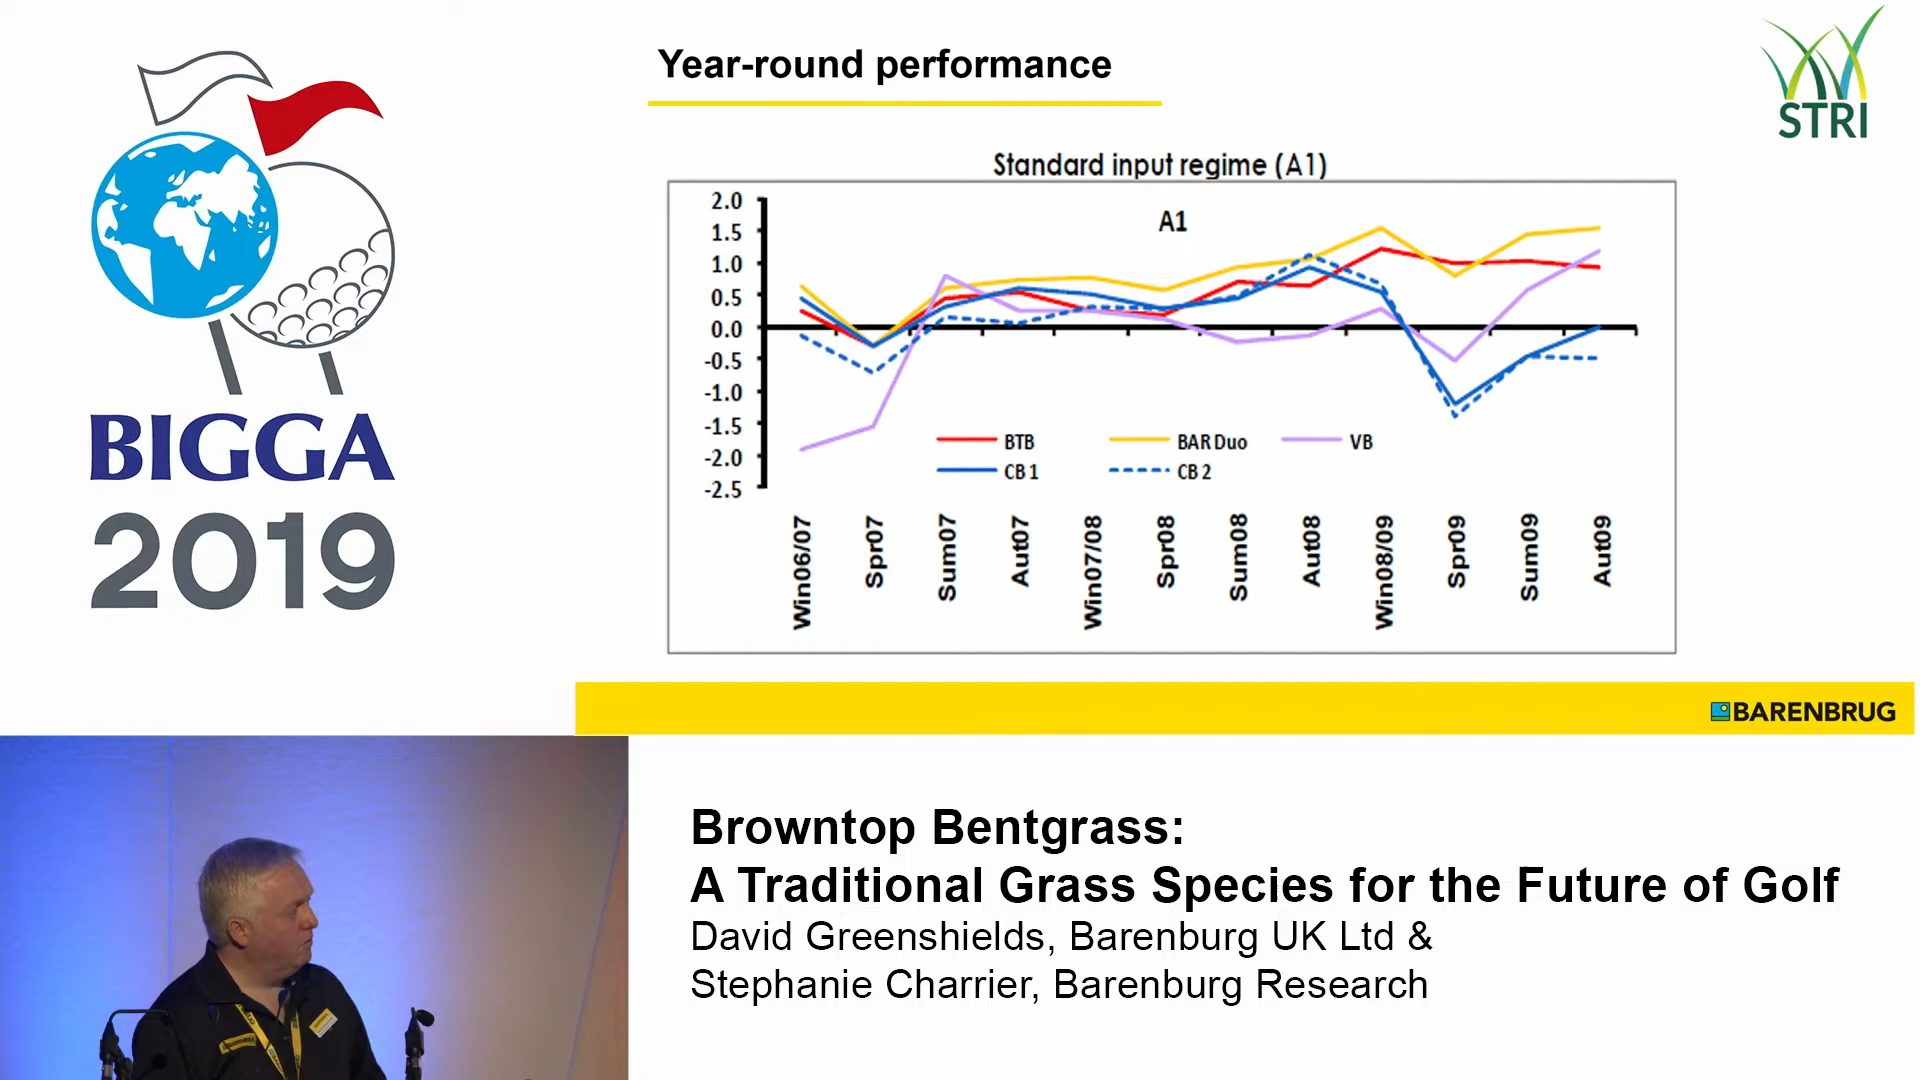 BIGGA
2019
Year-round performance
STRI
Standard input regime (A1)
A1
2.0
1.5
1.0
0.5
0.0
-0.5
-1.0
-1.5
-2.0
-2.5
BTB
BAR Duo
VB
CB 1
CB 2
Win06/07
Spr07
Sum07
Aut07
Win07/08
Spr08
Sum08
Aut08
Win08/09
Spr09
Sum09
Aut09
BARENBRUG
Browntop Bentgrass:
A Traditional Grass Species for the Future of Golf
David Greenshields, Barenburg UK Ltd &
Stephanie Charrier, Barenburg Research